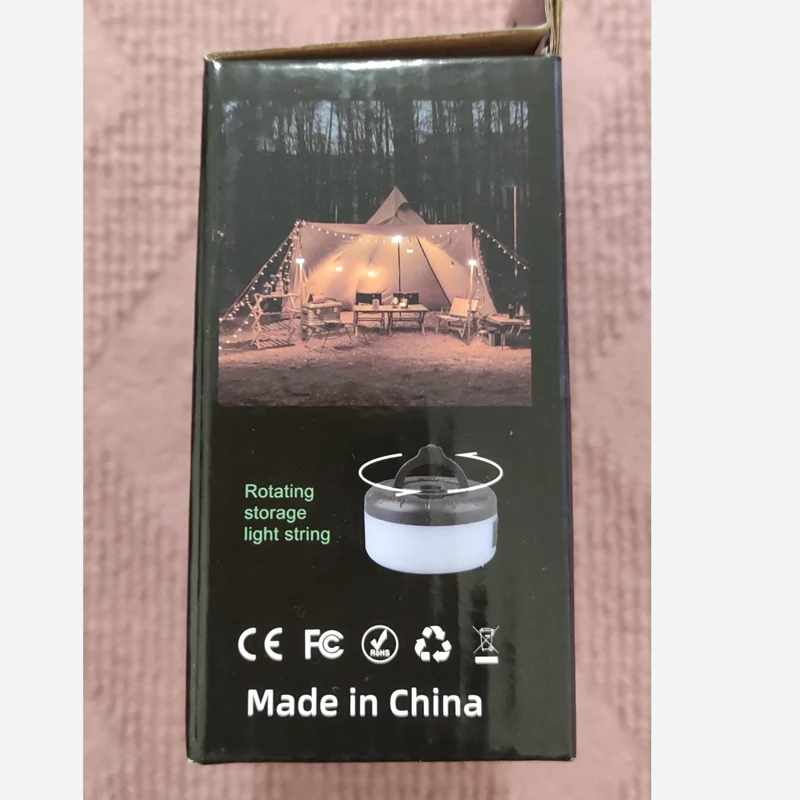 Rotating
storage
light string
CE FC RoHS
Made in China